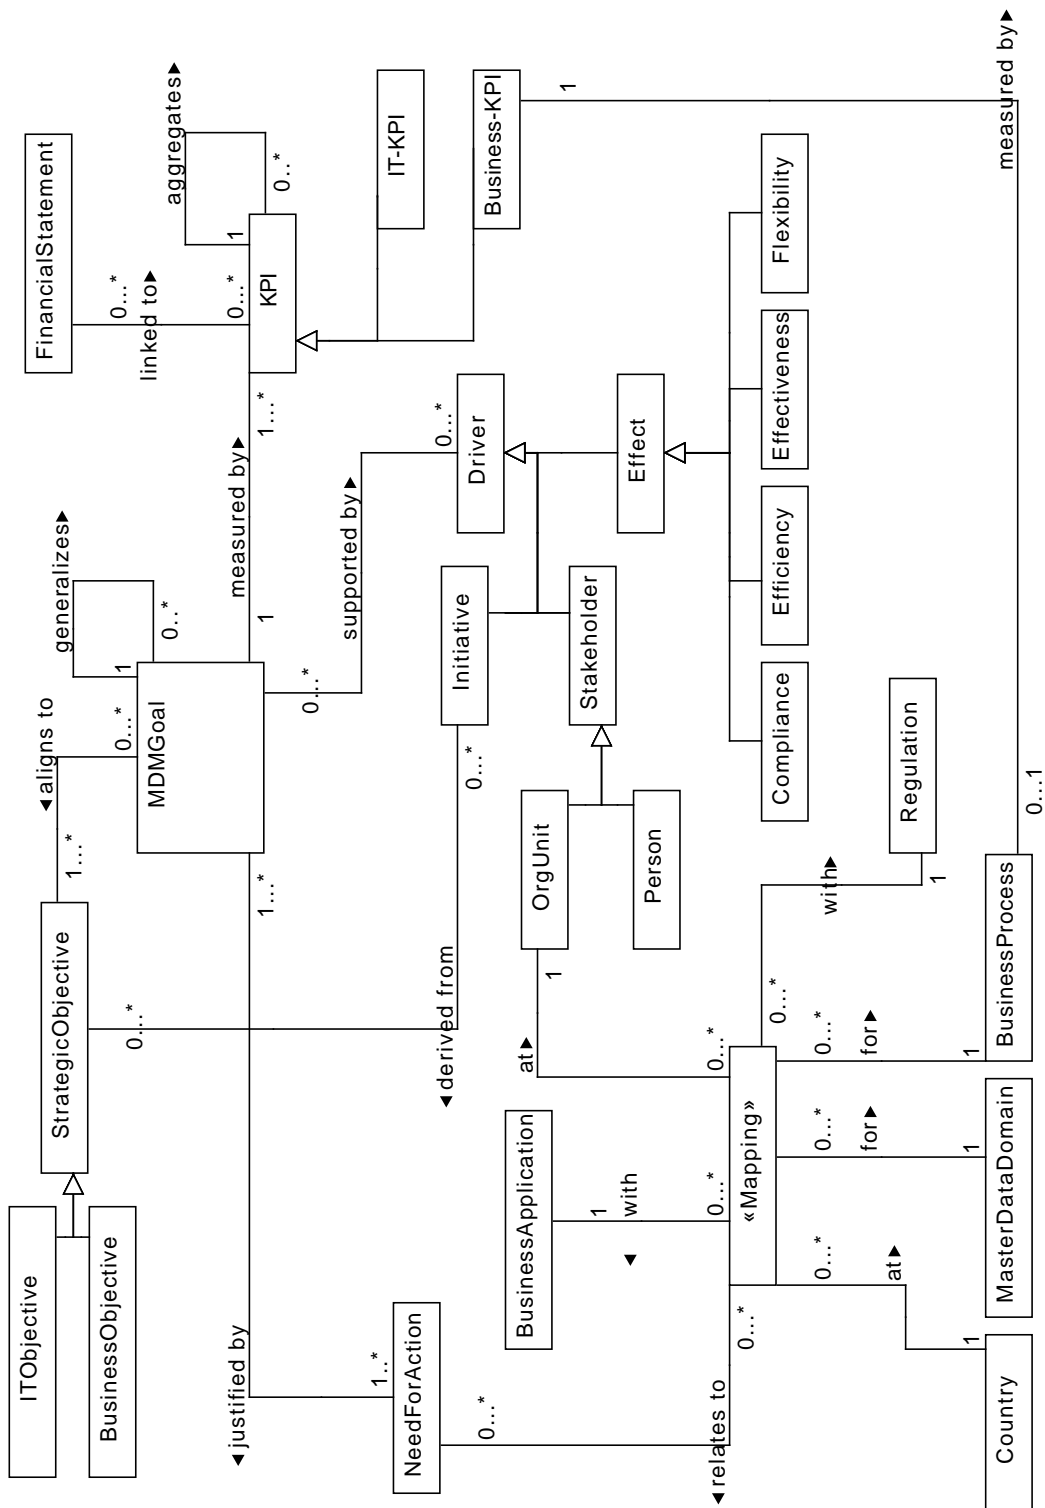 ITObjective
◄aligns to
FinancialStatement
StrategicObjective
generalizes►
BusinessObjective
1...*
0...*
1
0...*
0..*
MDMGoal
linked to►
aggregates►
0...*
1
0...*
0..*
◄justified by
measured by►
1...*
1
1...*
KPI
0...*
supported by►
1..*
IT-KPI
NeedForAction
◄derived from
0...*
0...*
Initiative
Driver
Business-KPI
0...*
BusinessApplication
at►
1
OrgUnit
Stakeholder
1
1
with
◄
Person
Effect
◄relates to
0...*
0...*
0...*
«Mapping»
0...*
0...*
0...*
0...*
Compliance
Efficiency
Effectiveness
Flexibility
with►
at►
for►
for►
Regulation
1
1
1
1
Country
MasterDataDomain
BusinessProcess
0...1
measured by►